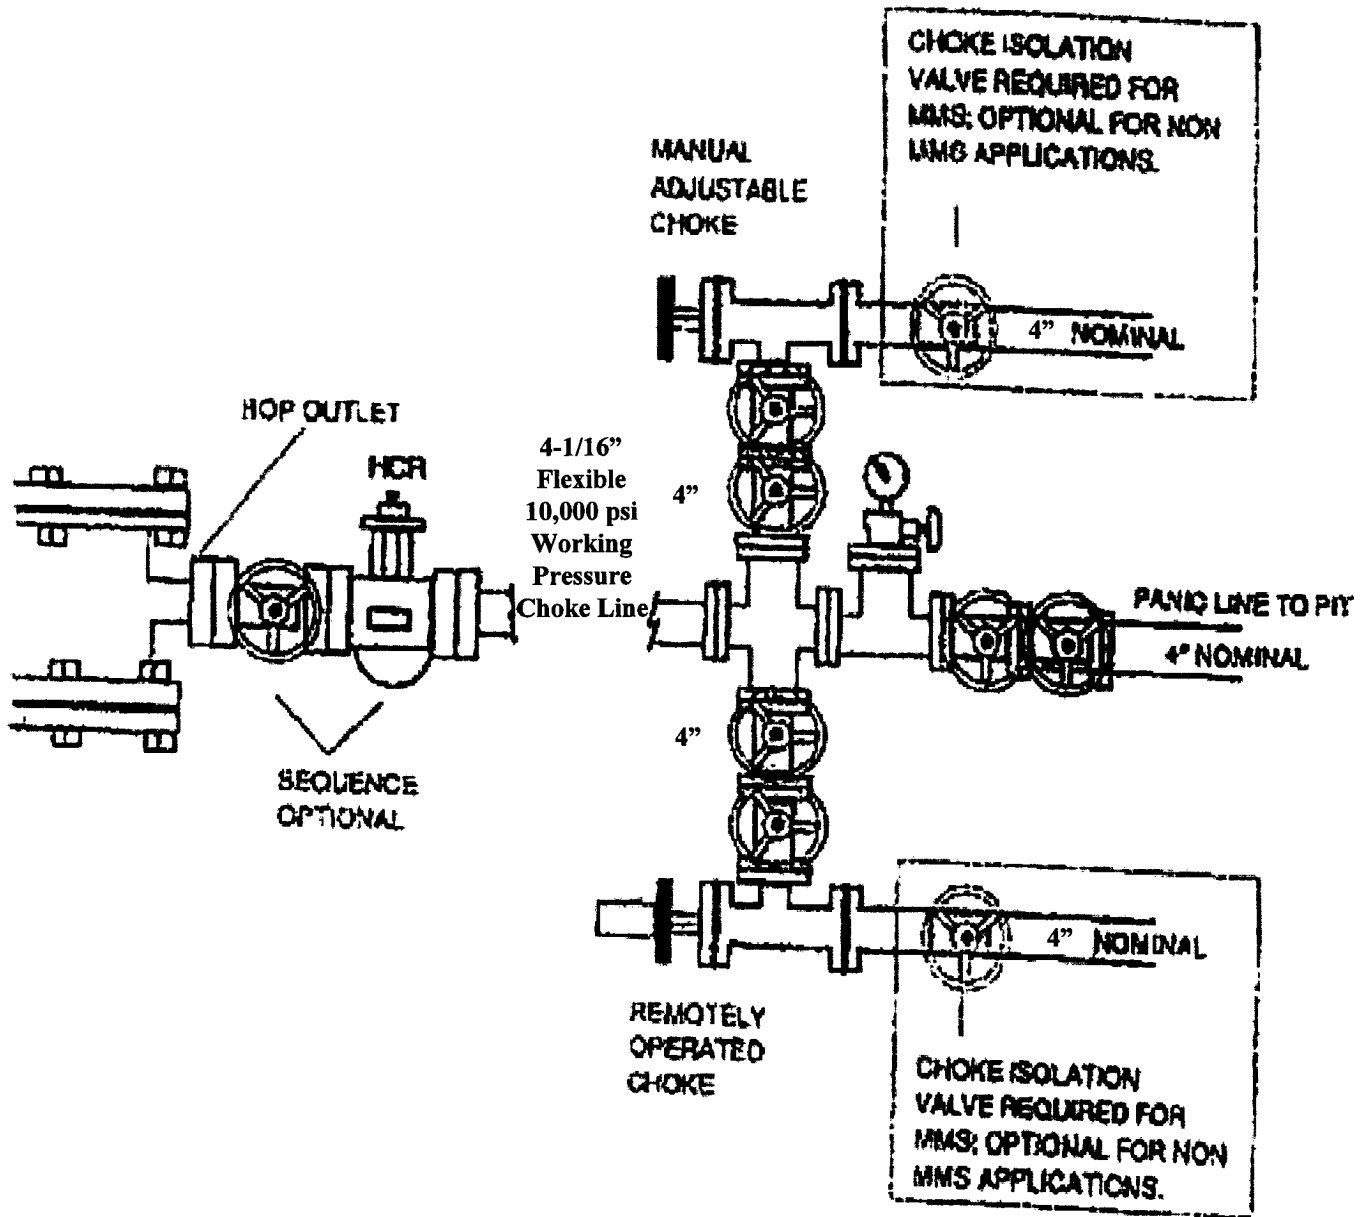 CHOKE ISOLATION
VALVE REQUIRED FOR
MMS; OPTIONAL FOR NON
MMS APPLICATIONS.
MANUAL
ADJUSTABLE
CHOKE
4” NOMINAL
HOP OUTLET
HCR
4-1/16”
Flexible
10,000 psi
Working
Pressure
Choke Line
4”
PANIC LINE TO PIT
4" NOMINAL
4”
SEQUENCE
OPTIONAL
4” NOMINAL
REMOTELY
OPERATED
CHOKE
CHOKE ISOLATION
VALVE REQUIRED FOR
MMS; OPTIONAL FOR NON
MMS APPLICATIONS.